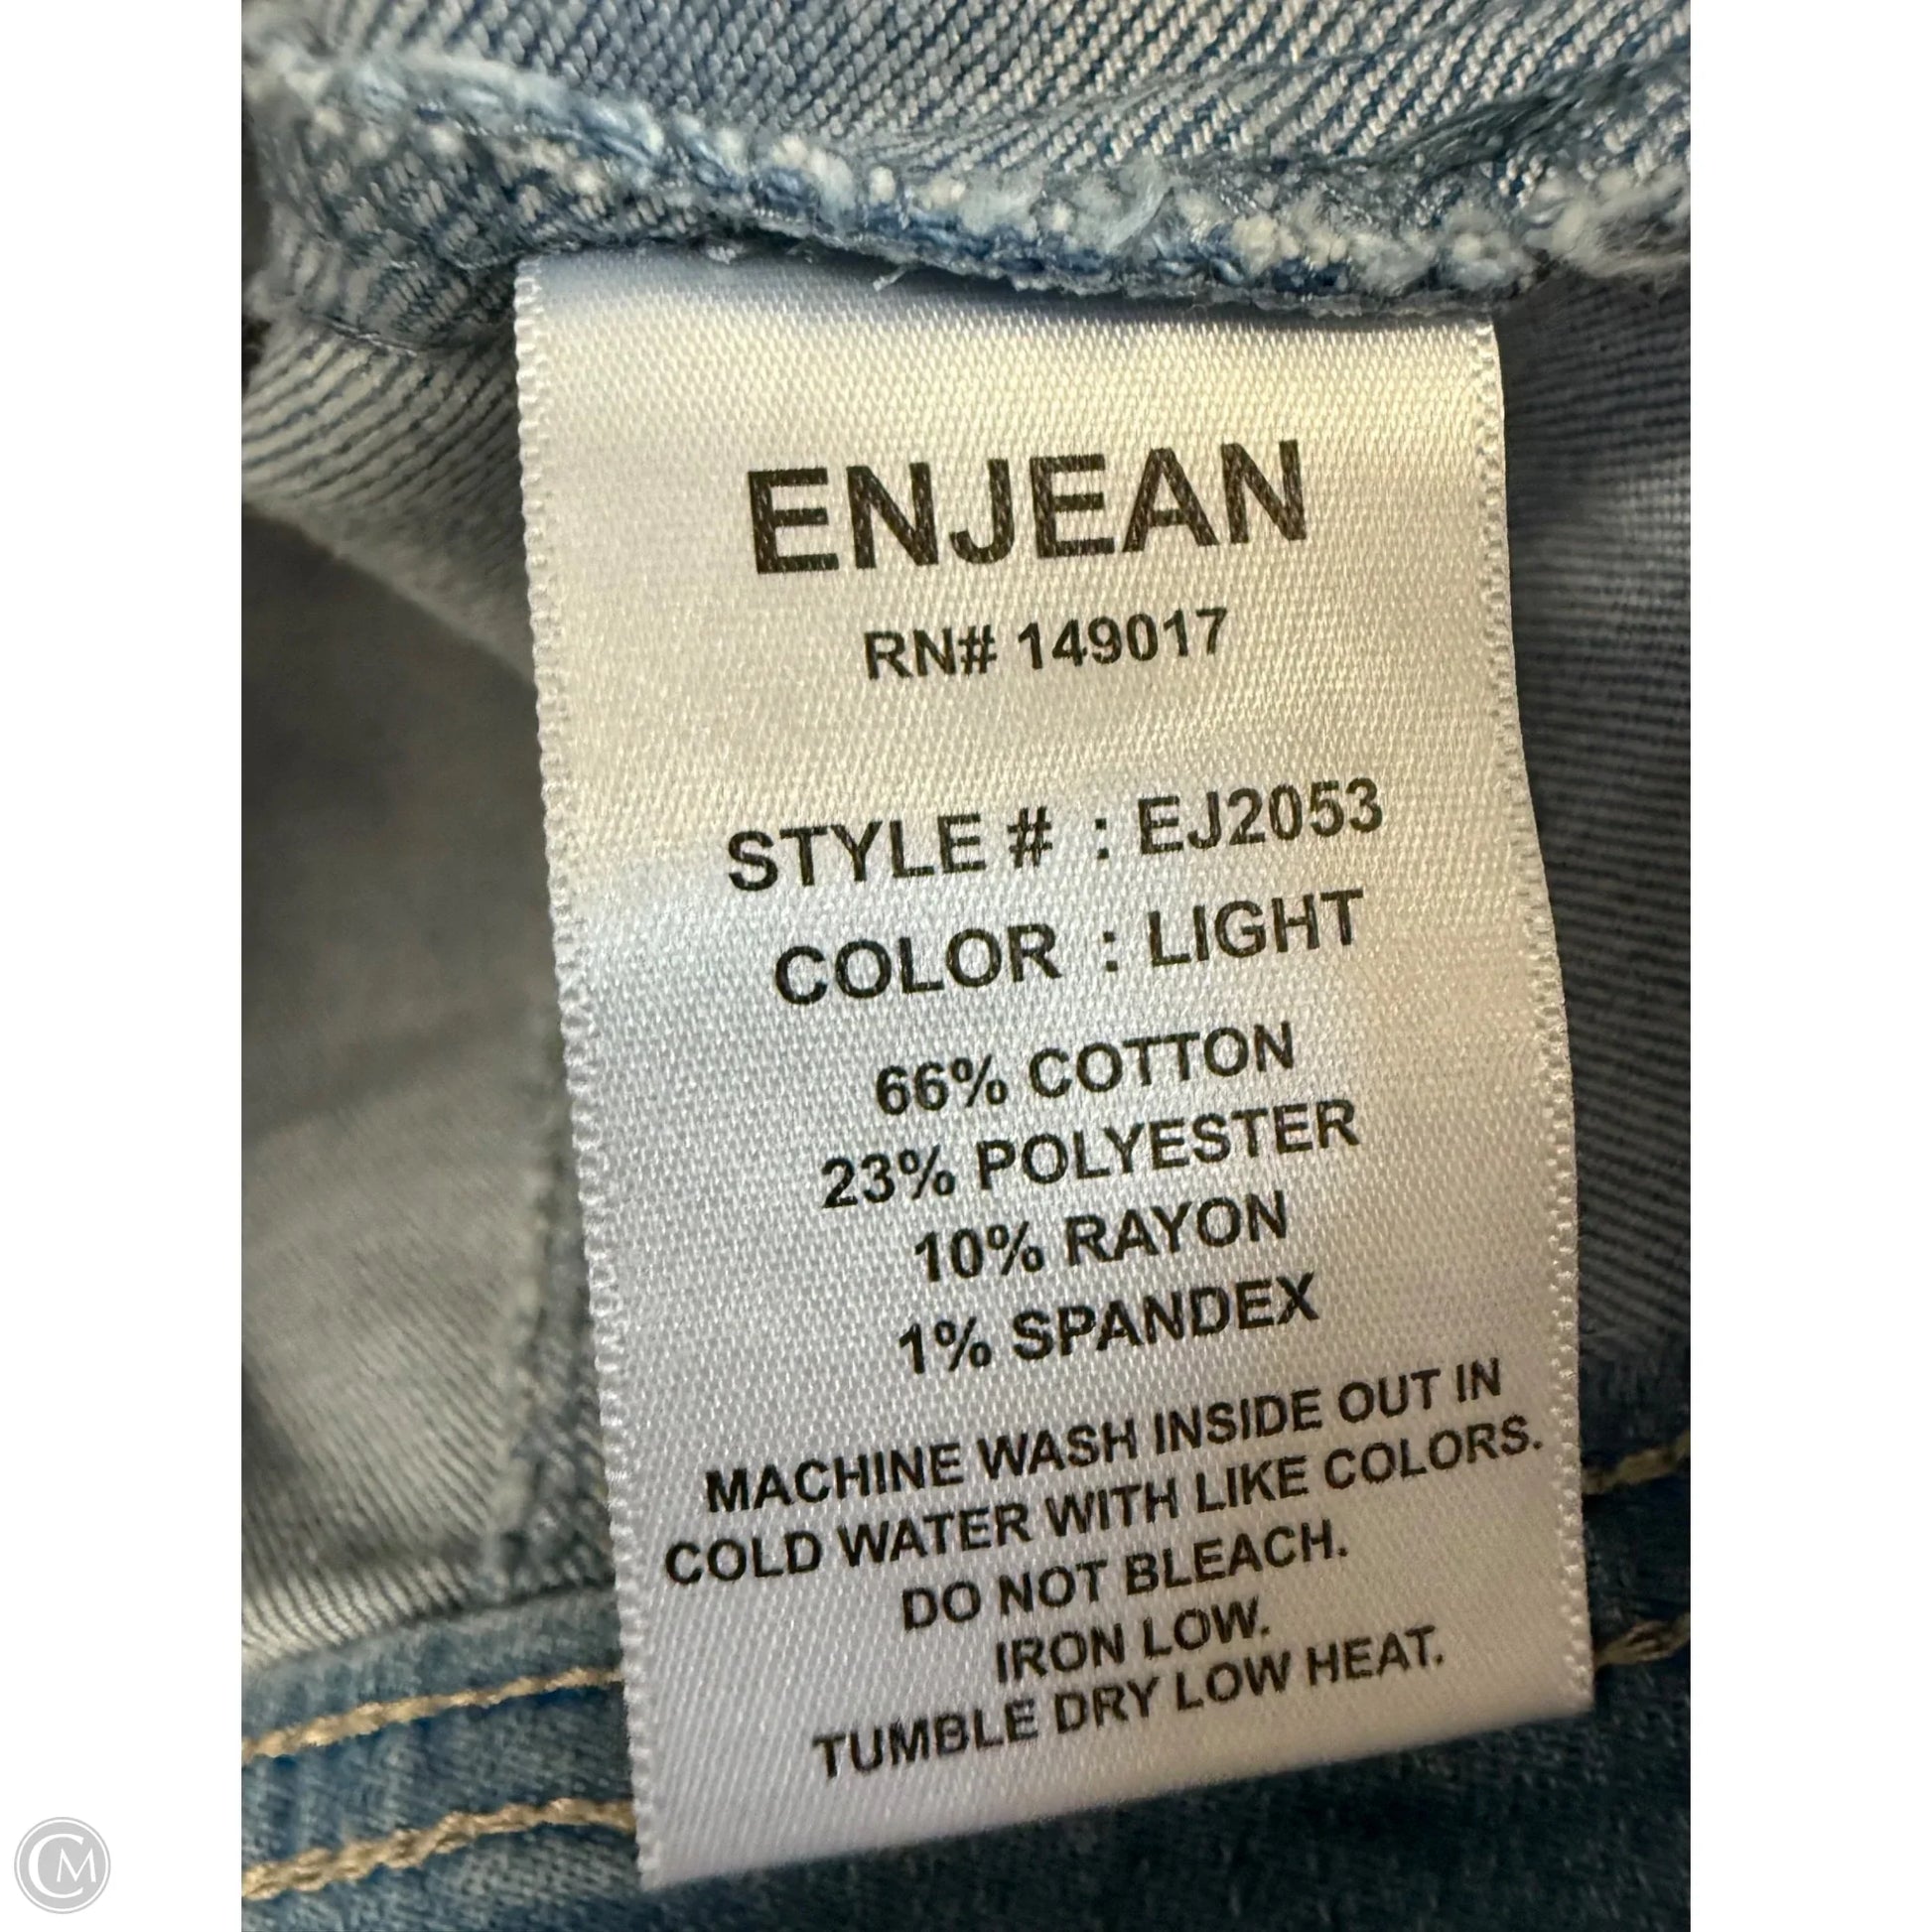 ENJEAN
RN# 149017
STYLE # : EJ2053
COLOR : LIGHT
66% COTTON
23% POLYESTER
10% RAYON
1% SPANDEX
MACHINE WASH INSIDE OUT IN
COLD WATER WITH LIKE COLORS.
DO NOT BLEACH.
IRON LOW.
TUMBLE DRY LOW HEAT.
CM